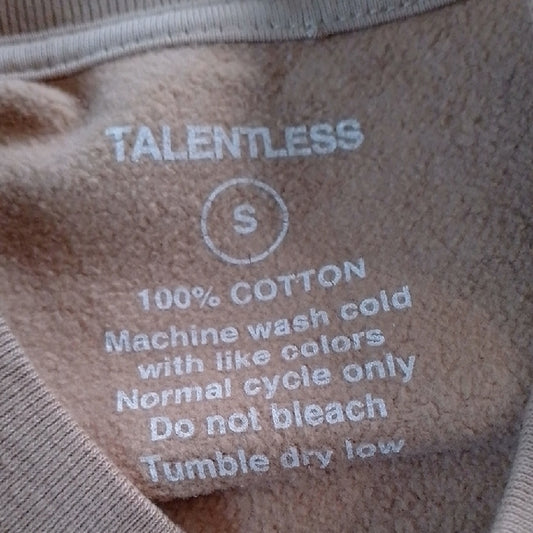 TALENTLESS
S
100% COTTON
Machine wash cold
with like colors
Normal cycle only
Do not bleach
Tumble dry low